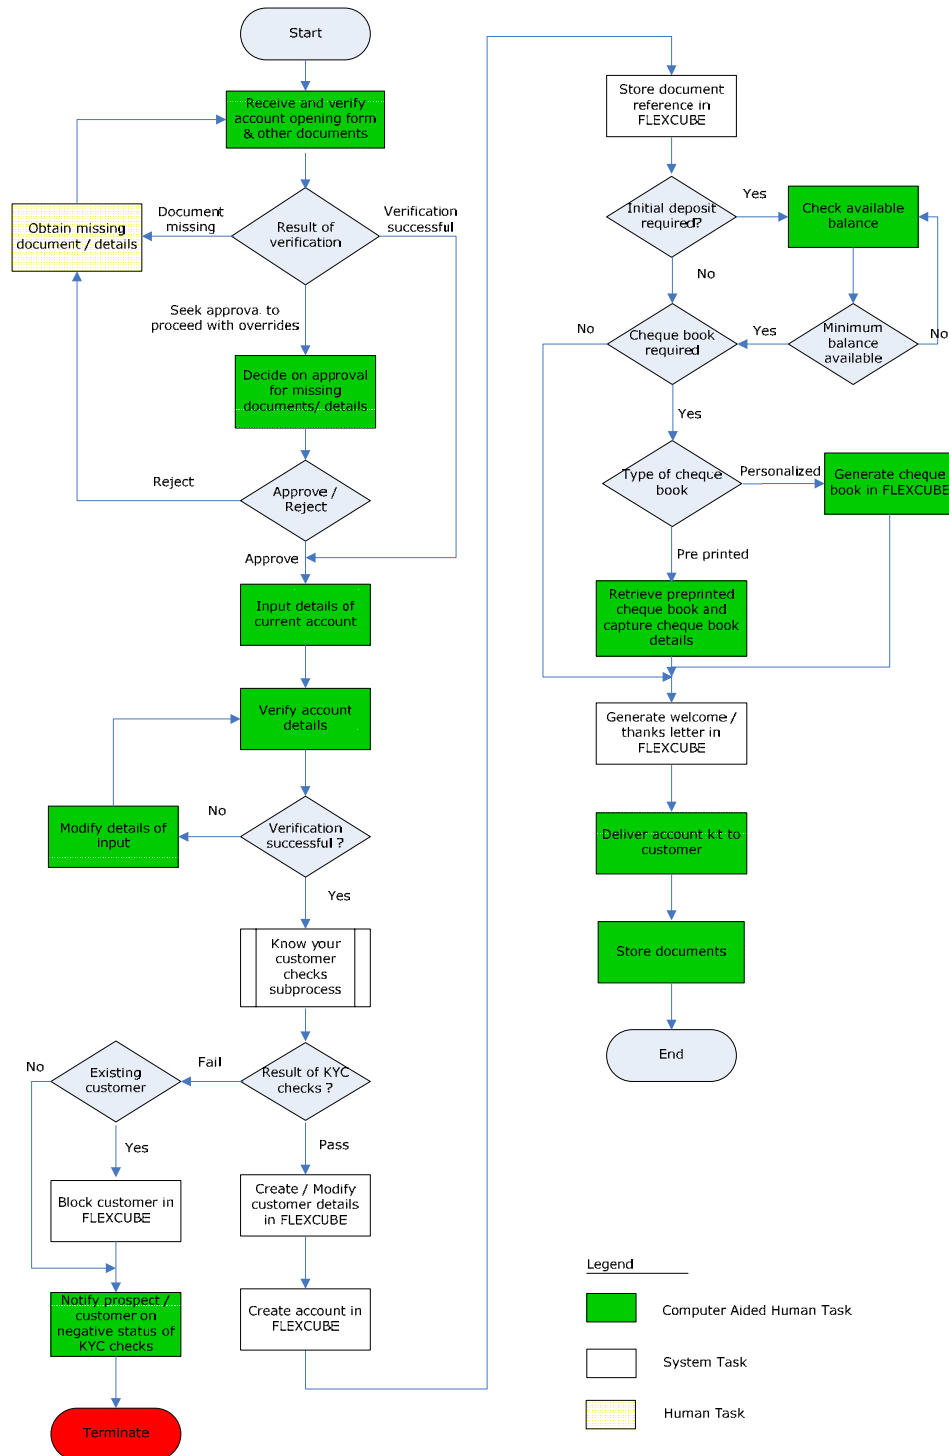 Start
Receive and verify
account opening form
& other documents
Obtain missing
document / details
Document
missing
Result of
verification
Verification
successful
Seek approva. to
proceed with overrides
Decide on approval
for missing
documents/ details
Reject
Approve /
Reject
Approve
Input details of
current account
Verify account
details
No
Modify details of
input
Verification
successful ?
Yes
Know your
customer
checks
subprocess
No
Existing
customer
Fail
Result of KYC
checks ?
Yes
Pass
Block customer in
FLEXCUBE
Create / Modify
customer details
in FLEXCUBE
Notify prospect /
customer on
negative status of
KYC checks
Create account in
FLEXCUBE
Terminate
Store document
reference in
FLEXCUBE
Initial deposit
required?
Yes
Check available
balance
No
No
Cheque book
required
Yes
Minimum
balance
available
No
Yes
Type of cheque
book
Personalized
Generate cheque
book in FLEXCUBE
Pre printed
Retrieve preprinted
cheque book and
capture cheque book
details
Generate welcome /
thanks letter in
FLEXCUBE
Deliver account kit to
customer
Store documents
End
Legend
Computer Aided Human Task
System Task
Human Task